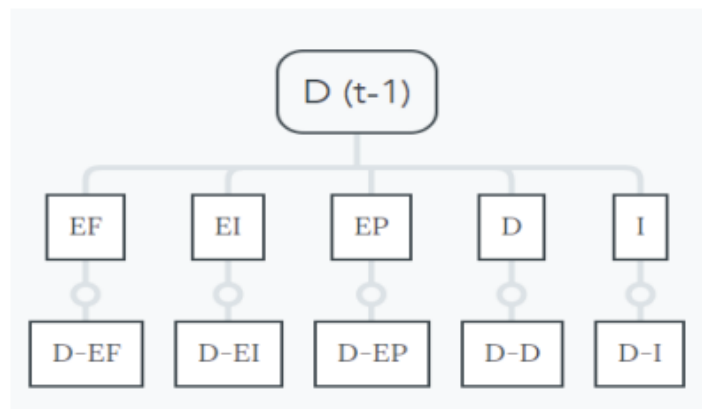 D (t-1)
EF EI EP D I
D-EF D-EI D-EP D-D D-I